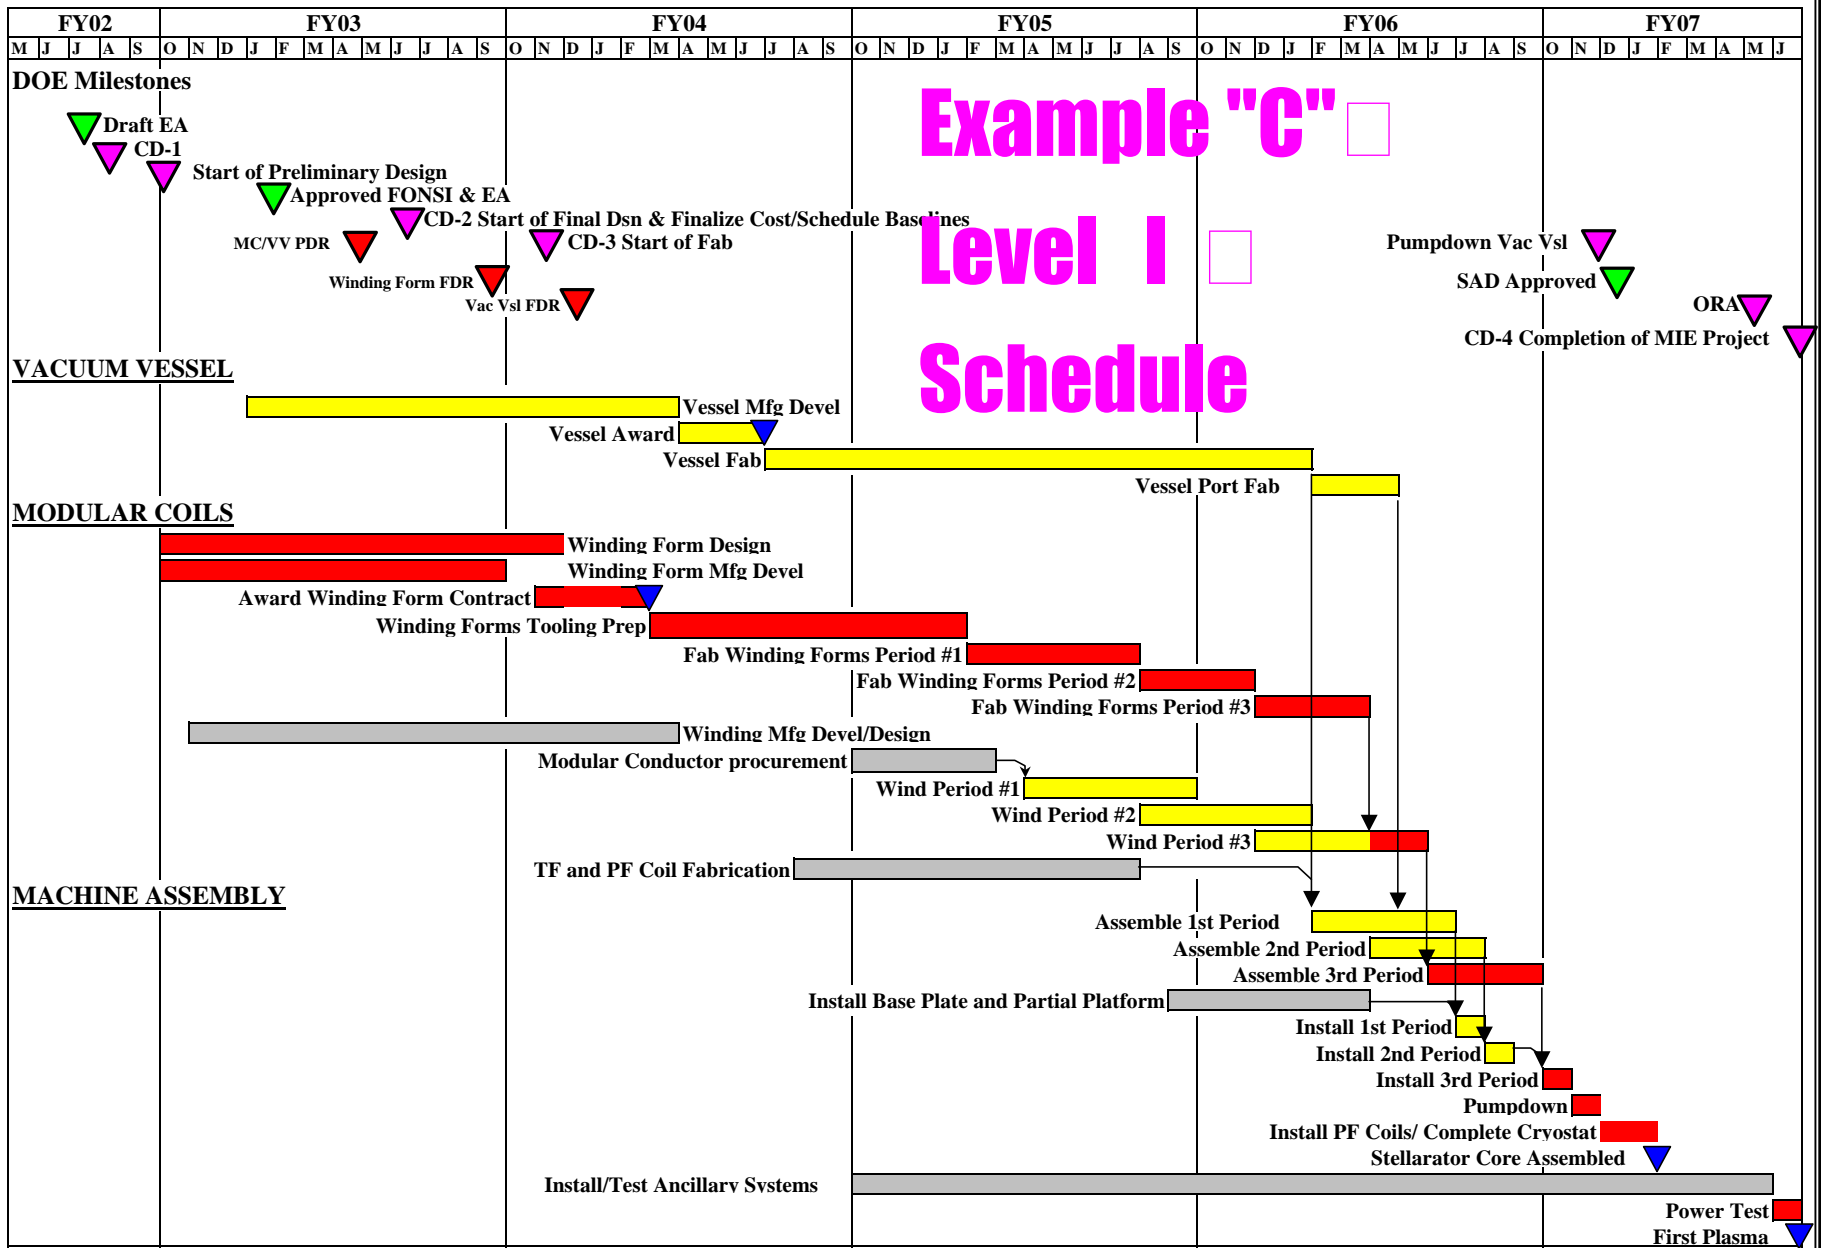 FY02 FY03 FY04 FY05 FY06 FY07
M J J A S O N D J F M A M J J A S O N D J F M A M J J A S O N D J F M A M J J A S O N D J F M A M J J A S O N D J F M A M J
DOE Milestones
Example "C"
Draft EA
CD-1
Start of Preliminary Design
Approved FONSI & EA
CD-2 Start of Final Dsn & Finalize Cost/Schedule Baselines
MC/VV PDR
CD-3 Start of Fab
Level I
Pumpdown Vac Vsl
Winding Form FDR
SAD Approved
Vac Vsl FDR
ORA
CD-4 Completion of MIE Project
Schedule
VACUUM VESSEL
Vessel Mfg Devel
Vessel Award
Vessel Fab
Vessel Port Fab
MODULAR COILS
Winding Form Design
Winding Form Mfg Devel
Award Winding Form Contract
Winding Forms Tooling Prep
Fab Winding Forms Period #1
Fab Winding Forms Period #2
Fab Winding Forms Period #3
Winding Mfg Devel/Design
Modular Conductor procurement
Wind Period #1
Wind Period #2
Wind Period #3
TF and PF Coil Fabrication
MACHINE ASSEMBLY
Assemble 1st Period
Assemble 2nd Period
Assemble 3rd Period
Install Base Plate and Partial Platform
Install 1st Period
Install 2nd Period
Install 3rd Period
Pumpdown
Install PF Coils/ Complete Cryostat
Stellarator Core Assembled
Install/Test Ancillary Systems
Power Test
First Plasma